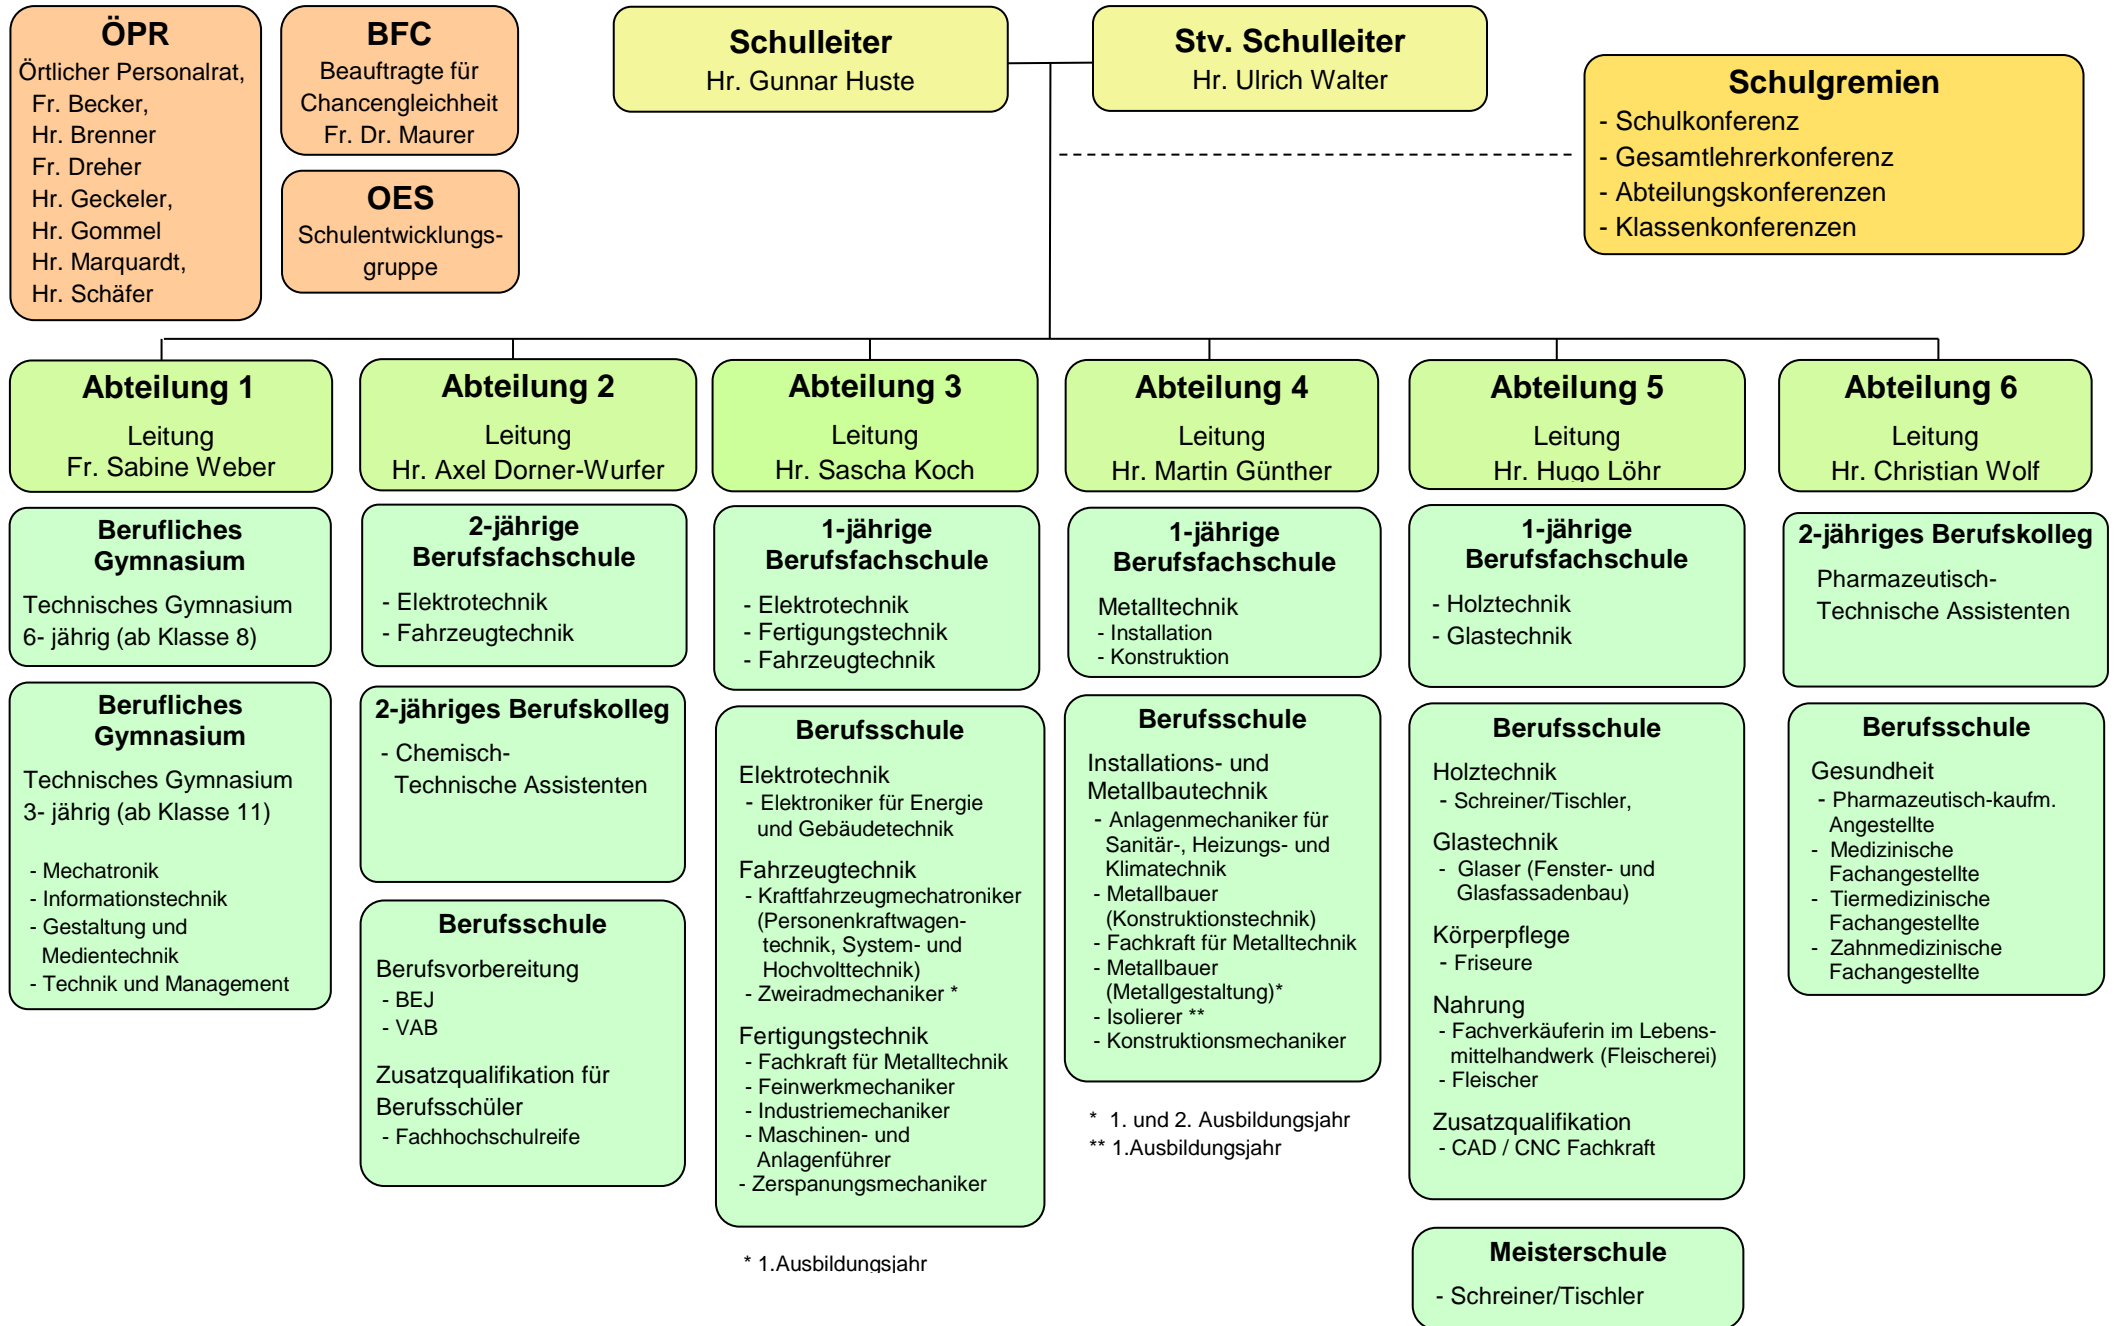 ÖPR
Örtlicher Personalrat,
Fr. Becker,
Hr. Brenner
Fr. Dreher
Hr. Geckeler,
Hr. Gommel
Hr. Marquardt,
Hr. Schäfer
BFC
Beauftragte für
Chancengleichheit
Fr. Dr. Maurer
OES
Schulentwicklungs-
gruppe
Schulleiter
Hr. Gunnar Huste
Stv. Schulleiter
Hr. Ulrich Walter
Schulgremien
- Schulkonferenz
- Gesamtlehrerkonferenz
- Abteilungskonferenzen
- Klassenkonferenzen
Abteilung 1
Leitung
Fr. Sabine Weber
Berufliches
Gymnasium
Technisches Gymnasium
6- jährig (ab Klasse 8)
Berufliches
Gymnasium
Technisches Gymnasium
3- jährig (ab Klasse 11)
- Mechatronik
- Informationstechnik
- Gestaltung und
Medientechnik
- Technik und Management
Abteilung 2
Leitung
Hr. Axel Dorner-Wurfer
2-jährige
Berufsfachschule
- Elektrotechnik
- Fahrzeugtechnik
2-jähriges Berufskolleg
- Chemisch-
Technische Assistenten
Berufsschule
Berufsvorbereitung
- BEJ
- VAB
Zusatzqualifikation für
Berufsschüler
- Fachhochschulreife
Abteilung 3
Leitung
Hr. Sascha Koch
1-jährige
Berufsfachschule
- Elektrotechnik
- Fertigungstechnik
- Fahrzeugtechnik
Berufsschule
Elektrotechnik
- Elektroniker für Energie
und Gebäudetechnik
Fahrzeugtechnik
- Kraftfahrzeugmechatroniker
(Personenkraftwagen-
technik, System- und
Hochvolttechnik)
- Zweiradmechaniker *
Fertigungstechnik
- Fachkraft für Metalltechnik
- Feinwerkmechaniker
- Industriemechaniker
- Maschinen- und
Anlagenführer
- Zerspanungsmechaniker
* 1.Ausbildungsjahr
Abteilung 4
Leitung
Hr. Martin Günther
1-jährige
Berufsfachschule
Metalltechnik
- Installation
- Konstruktion
Berufsschule
Installations- und
Metallbautechnik
- Anlagenmechaniker für
Sanitär-, Heizungs- und
Klimatechnik
- Metallbauer
(Konstruktionstechnik)
- Fachkraft für Metalltechnik
- Metallbauer
(Metallgestaltung)*
- Isolierer **
- Konstruktionsmechaniker
* 1. und 2. Ausbildungsjahr
** 1.Ausbildungsjahr
Abteilung 5
Leitung
Hr. Hugo Löhr
1-jährige
Berufsfachschule
- Holztechnik
- Glastechnik
Berufsschule
Holztechnik
- Schreiner/Tischler,
Glastechnik
- Glaser (Fenster- und
Glasfassadenbau)
Körperpflege
- Friseure
Nahrung
- Fachverkäuferin im Lebens-
mittelhandwerk (Fleischerei)
- Fleischer
Zusatzqualifikation
- CAD / CNC Fachkraft
Meisterschule
- Schreiner/Tischler
Abteilung 6
Leitung
Hr. Christian Wolf
2-jähriges Berufskolleg
Pharmazeutisch-
Technische Assistenten
Berufsschule
Gesundheit
- Pharmazeutisch-kaufm.
Angestellte
- Medizinische
Fachangestellte
- Tiermedizinische
Fachangestellte
- Zahnmedizinische
Fachangestellte